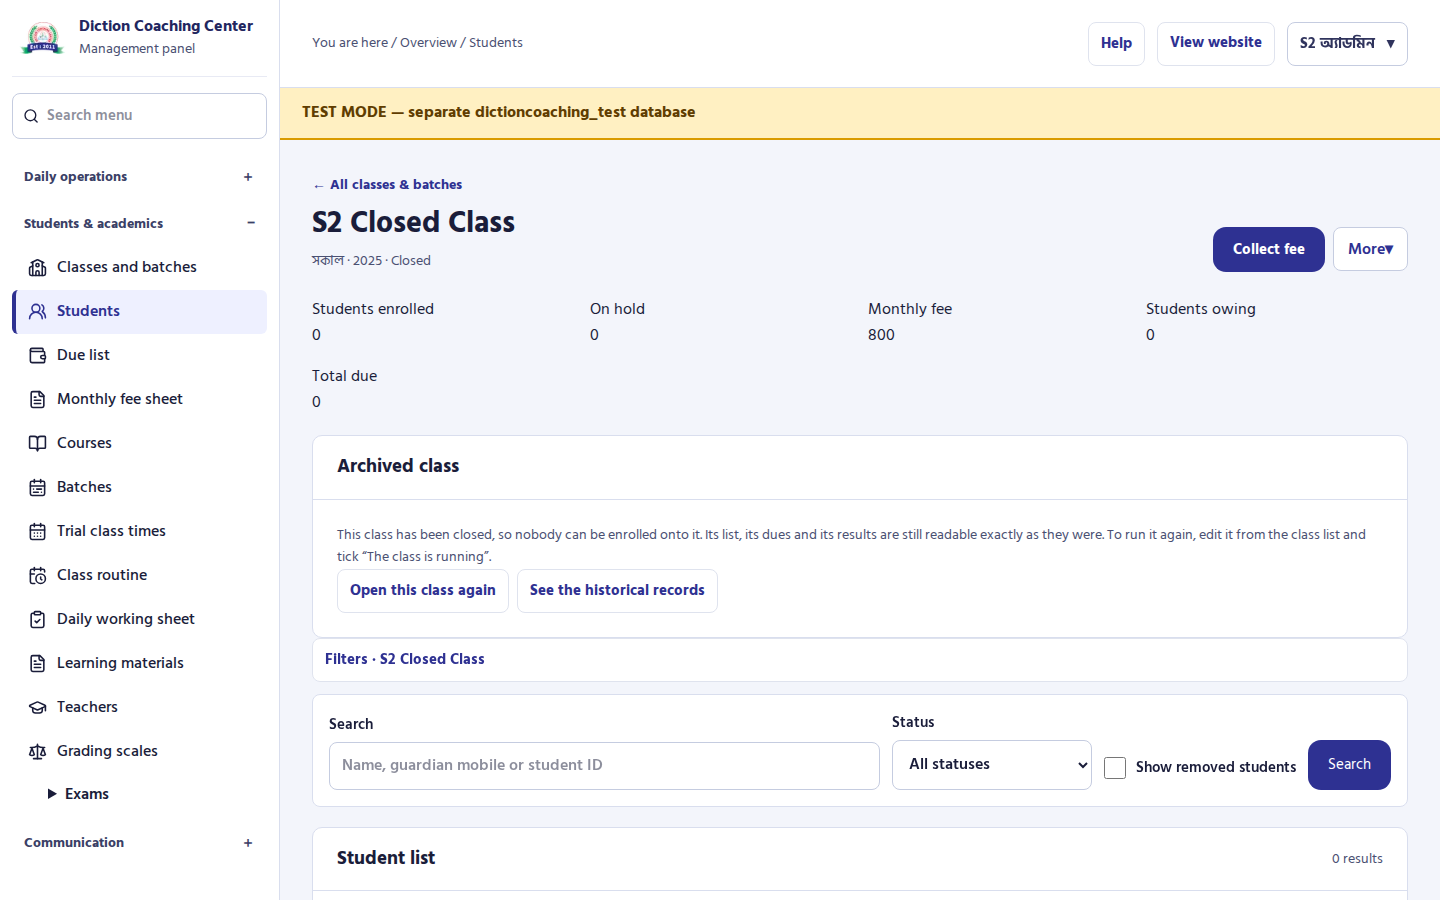 Diction Coaching Center
Management panel
Est : 2011
Search menu
Daily operations +
Students & academics −
Classes and batches
Students
Due list
Monthly fee sheet
Courses
Batches
Trial class times
Class routine
Daily working sheet
Learning materials
Teachers
Grading scales
▶ Exams
Communication +
You are here / Overview / Students
Help
View website
S2 অ্যাডমিন ▼
TEST MODE — separate dictioncoaching_test database
← All classes & batches
S2 Closed Class
সকাল · 2025 · Closed
Collect fee
More▾
Students enrolled
0
On hold
0
Monthly fee
800
Students owing
0
Total due
0
Archived class
This class has been closed, so nobody can be enrolled onto it. Its list, its dues and its results are still readable exactly as they were. To run it again, edit it from the class list and
tick “The class is running”.
Open this class again
See the historical records
Filters · S2 Closed Class
Search
Name, guardian mobile or student ID
Status
All statuses
Show removed students
Search
Student list
0 results